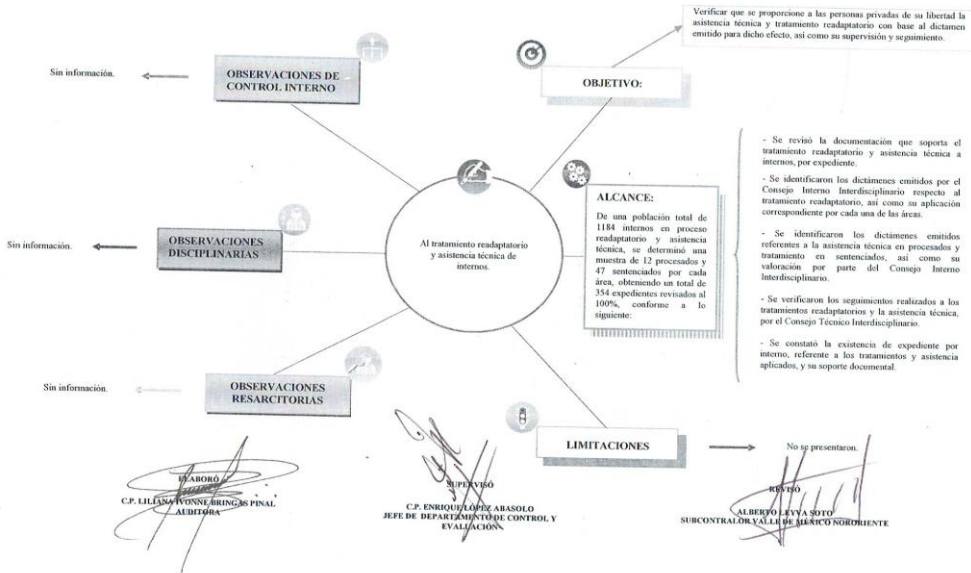 Verificar que se proporcione a las personas privadas de su libertad la
asistencia técnica y tratamiento readaptatorio con base al dictamen
emitido para dicho efecto, así como su supervisión y seguimiento.
Sin información.
OBSERVACIONES DE
CONTROL INTERNO
OBJETIVO:
Sin información.
OBSERVACIONES
DISCIPLINARIAS
Al tratamiento readaptatorio
y asistencia técnica de
internos.
ALCANCE:
De una población total de
1184 internos en proceso
readaptatorio y asistencia
técnica, se determinó una
muestra de 12 procesados y
47 sentenciados por cada
área, obteniendo un total de
354 expedientes revisados al
100%, conforme a lo
siguiente:
- Se revisó la documentación que soporta el
tratamiento readaptatorio y asistencia técnica a
internos, por expediente.
- Se identificaron los dictámenes emitidos por el
Consejo Interno Interdisciplinario respecto al
tratamiento readaptatorio, así como su aplicación
correspondiente por cada una de las áreas.
- Se identificaron los dictámenes emitidos
referentes a la asistencia técnica en procesados y
tratamiento en sentenciados, así como su
valoración por parte del Consejo Interno
Interdisciplinario.
- Se verificaron los seguimientos realizados a los
tratamientos readaptatorios y la asistencia técnica,
por el Consejo Técnico Interdisciplinario.
- Se constató la existencia de expediente por
interno, referente a los tratamientos y asistencia
aplicados, y su soporte documental.
Sin información.
OBSERVACIONES
RESARCITORIAS
LIMITACIONES
No se presentaron.
ELABORÓ
C.P. LILIANA IVONNE BRINGAS PINAL
AUDITORA
SUPERVISÓ
C.P. ENRIQUE LÓPEZ ABASOLO
JEFE DE DEPARTAMENTO DE CONTROL Y
EVALUACIÓN
REVISÓ
ALBERTO LEYVA SOTO
SUBCONTRALOR VALLE DE MÉXICO NORORIENTE